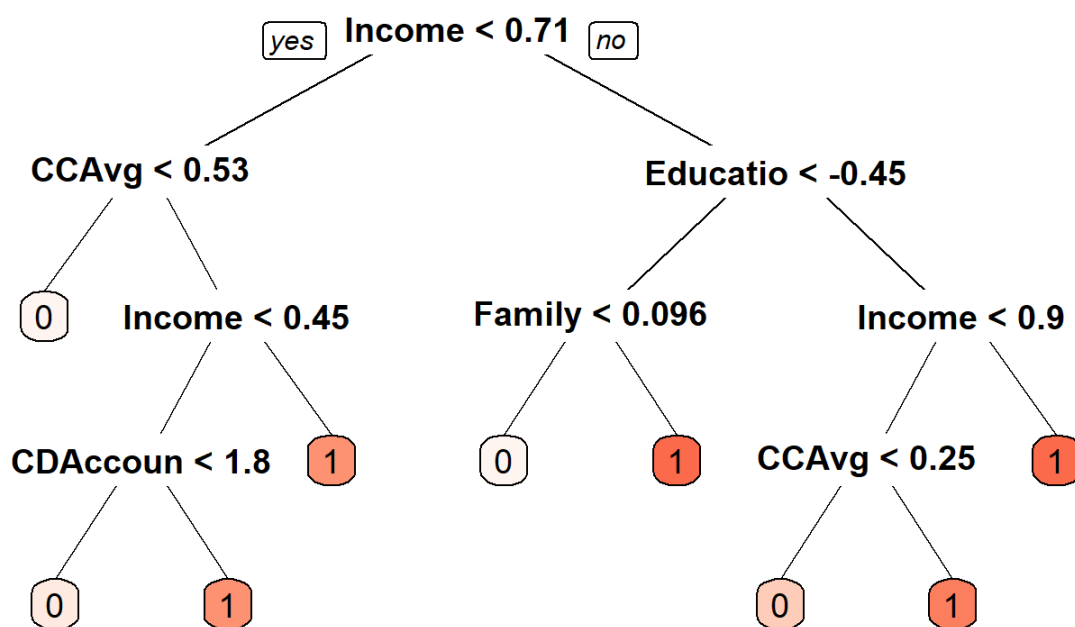 yes Income < 0.71 no
CCAvg < 0.53 Educatio < -0.45
0 Income < 0.45 Family < 0.096 Income < 0.9
CDAccoun < 1.8 1 0 1 CCAvg < 0.25 1
0 1 0 1